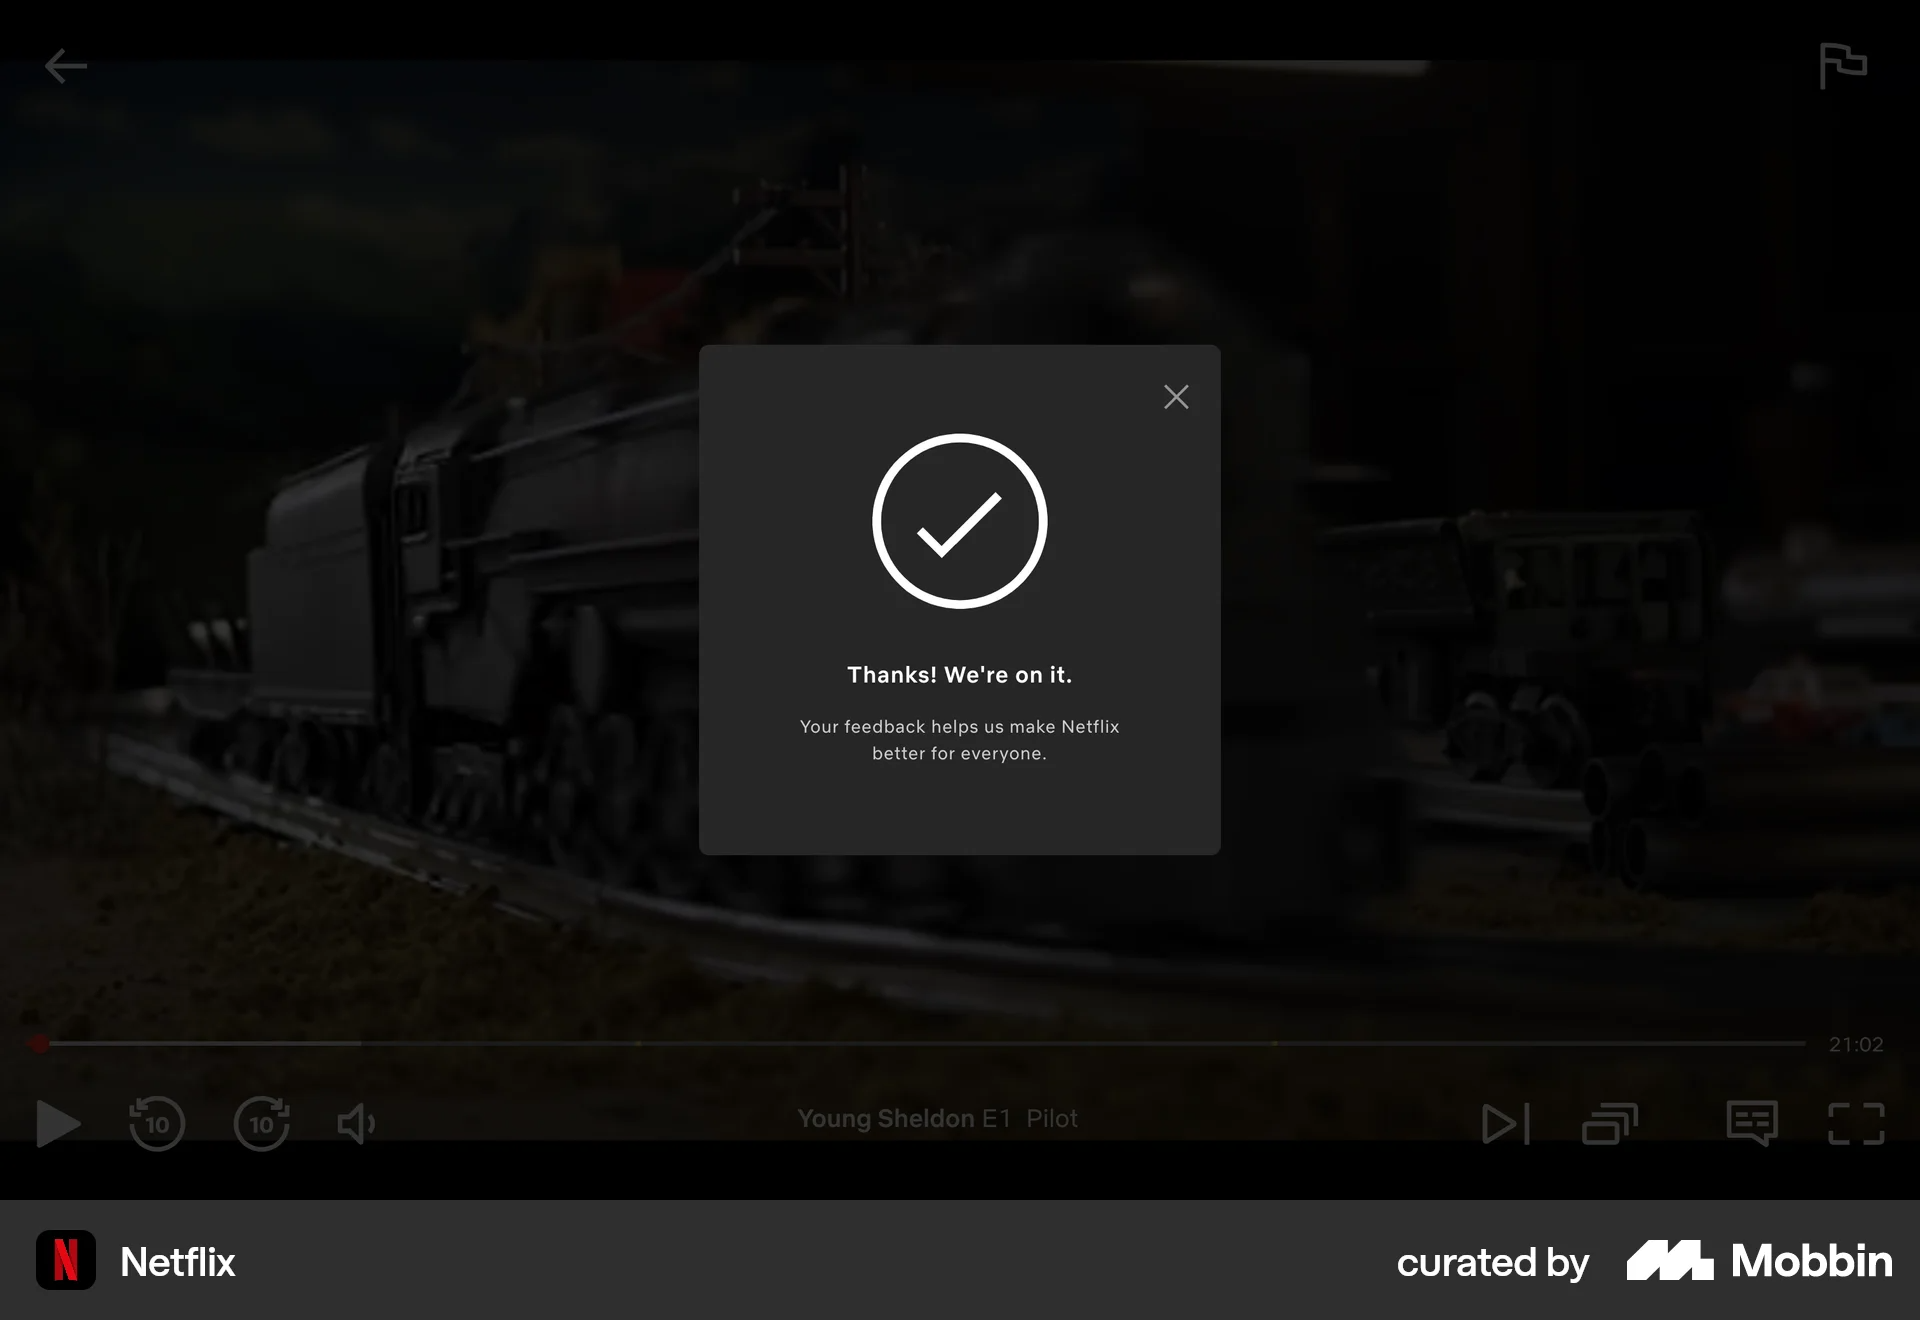 Thanks! We're on it.
Your feedback helps us make Netflix
better for everyone.
21:02
10
10
Young Sheldon E1 Pilot
N Netflix
curated by Mobbin